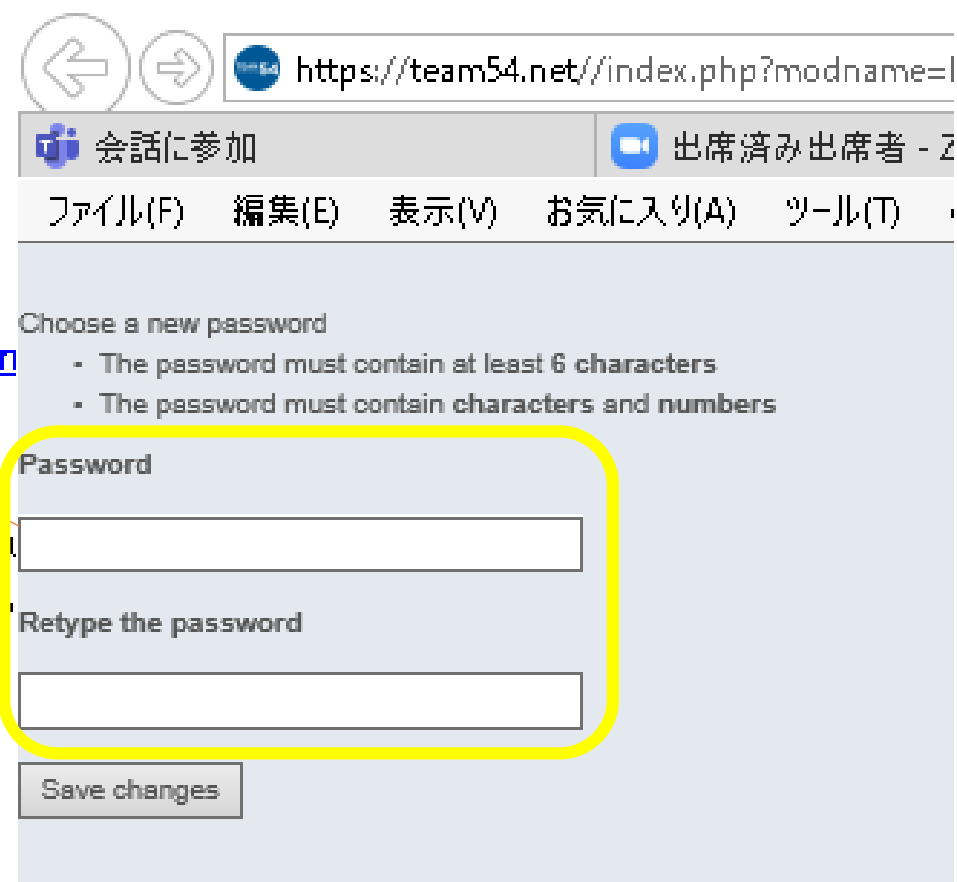 https://team54.net//index.php?modname=
会話に参加
出席済み出席者 - Z
ファイル(F) 編集(E) 表示(V) お気に入り(A) ツール(T)
Choose a new password
The password must contain at least 6 characters
The password must contain characters and numbers
Password
Retype the password
Save changes